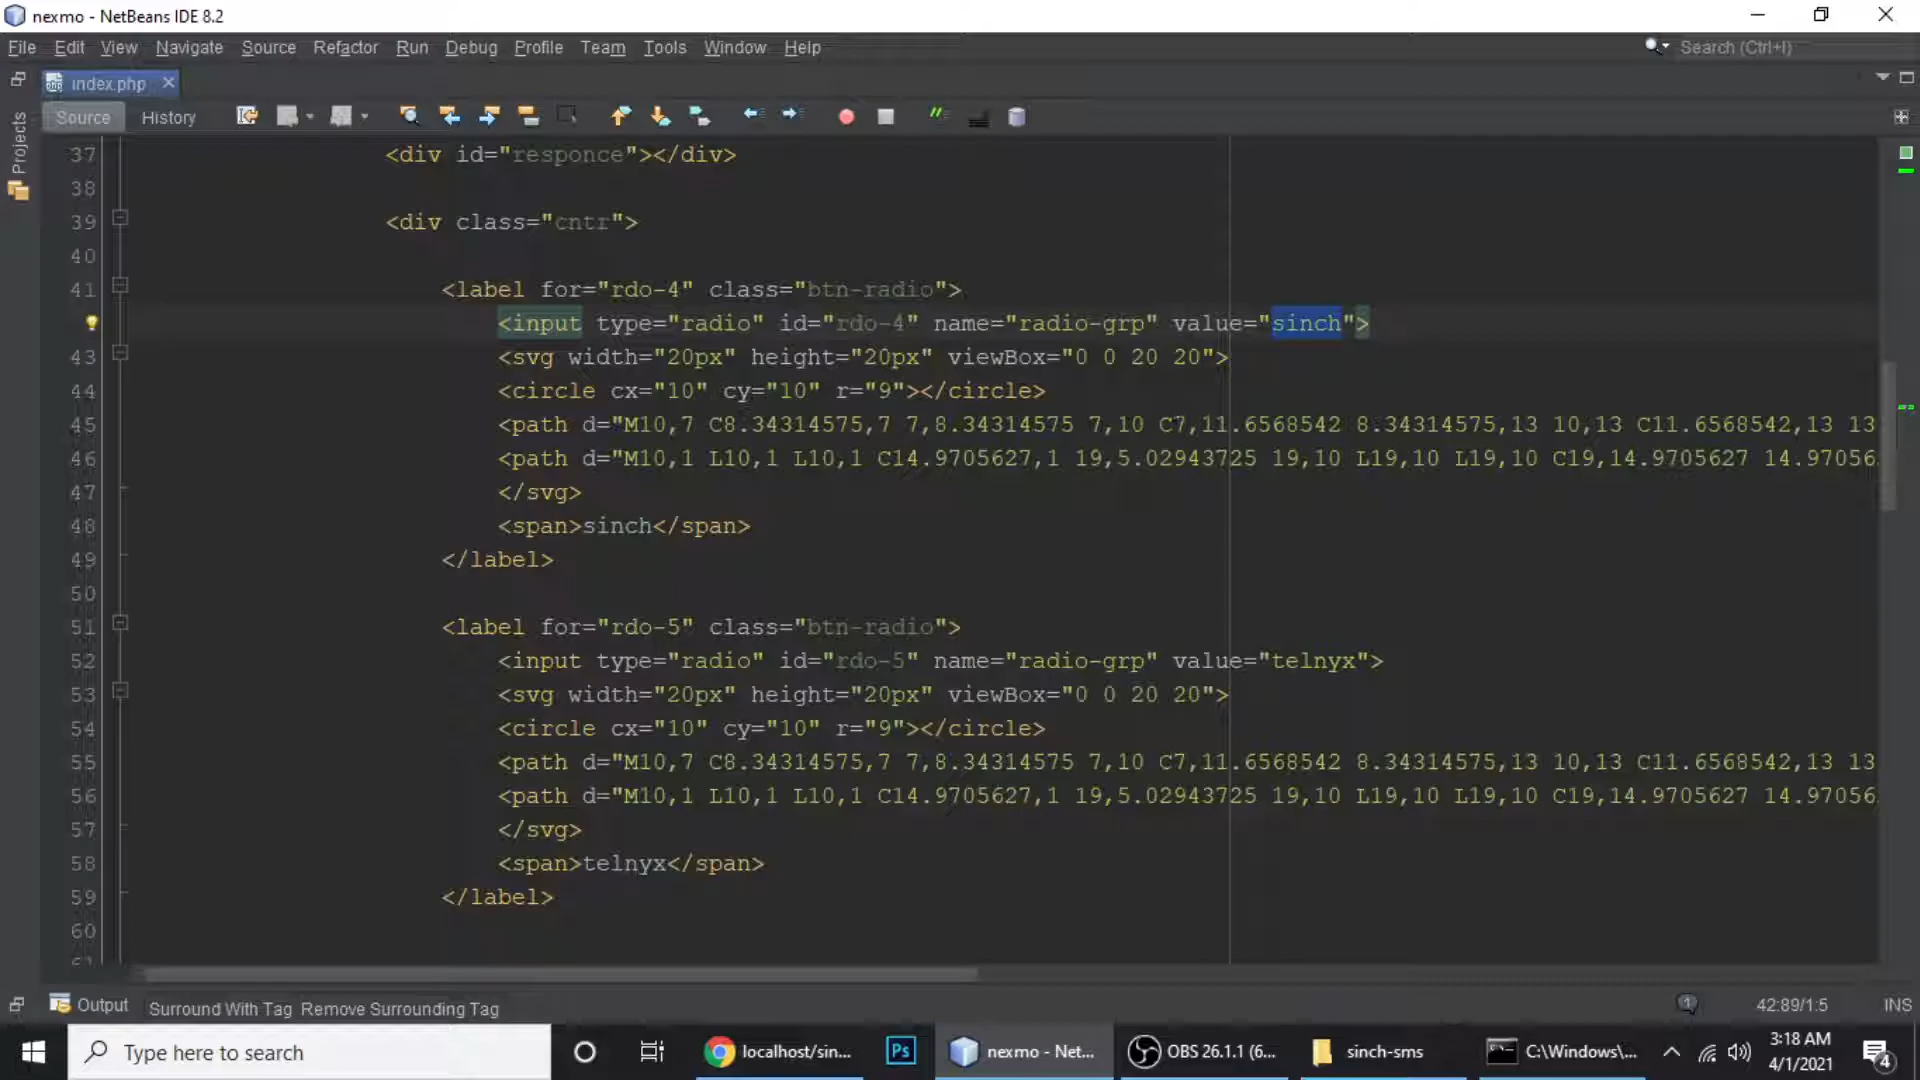 nexmo - NetBeans IDE 8.2
File Edit View Navigate Source Refactor Run Debug Profile Team Tools Window Help
Search (Ctrl+I)
index.php
Projects
Source History
37 <div id="responce"></div>
38
39 <div class="cntr">
40
41 <label for="rdo-4" class="btn-radio">
<input type="radio" id="rdo-4" name="radio-grp" value="sinch">
43 <svg width="20px" height="20px" viewBox="0 0 20 20">
44 <circle cx="10" cy="10" r="9"></circle>
45 <path d="M10,7 C8.34314575,7 7,8.34314575 7,10 C7,11.6568542 8.34314575,13 10,13 C11.6568542,13 13
46 <path d="M10,1 L10,1 L10,1 C14.9705627,1 19,5.02943725 19,10 L19,10 L19,10 C19,14.9705627 14.97056
47 </svg>
48 <span>sinch</span>
49 </label>
50
51 <label for="rdo-5" class="btn-radio">
52 <input type="radio" id="rdo-5" name="radio-grp" value="telnyx">
53 <svg width="20px" height="20px" viewBox="0 0 20 20">
54 <circle cx="10" cy="10" r="9"></circle>
55 <path d="M10,7 C8.34314575,7 7,8.34314575 7,10 C7,11.6568542 8.34314575,13 10,13 C11.6568542,13 13
56 <path d="M10,1 L10,1 L10,1 C14.9705627,1 19,5.02943725 19,10 L19,10 L19,10 C19,14.9705627 14.97056
57 </svg>
58 <span>telnyx</span>
59 </label>
60
61
Output Surround With Tag Remove Surrounding Tag
1 42:89/1:5 INS
Type here to search
localhost/sin...
Ps
nexmo - Net...
OBS 26.1.1 (6...
sinch-sms
C:\Windows\...
3:18 AM
4/1/2021
4